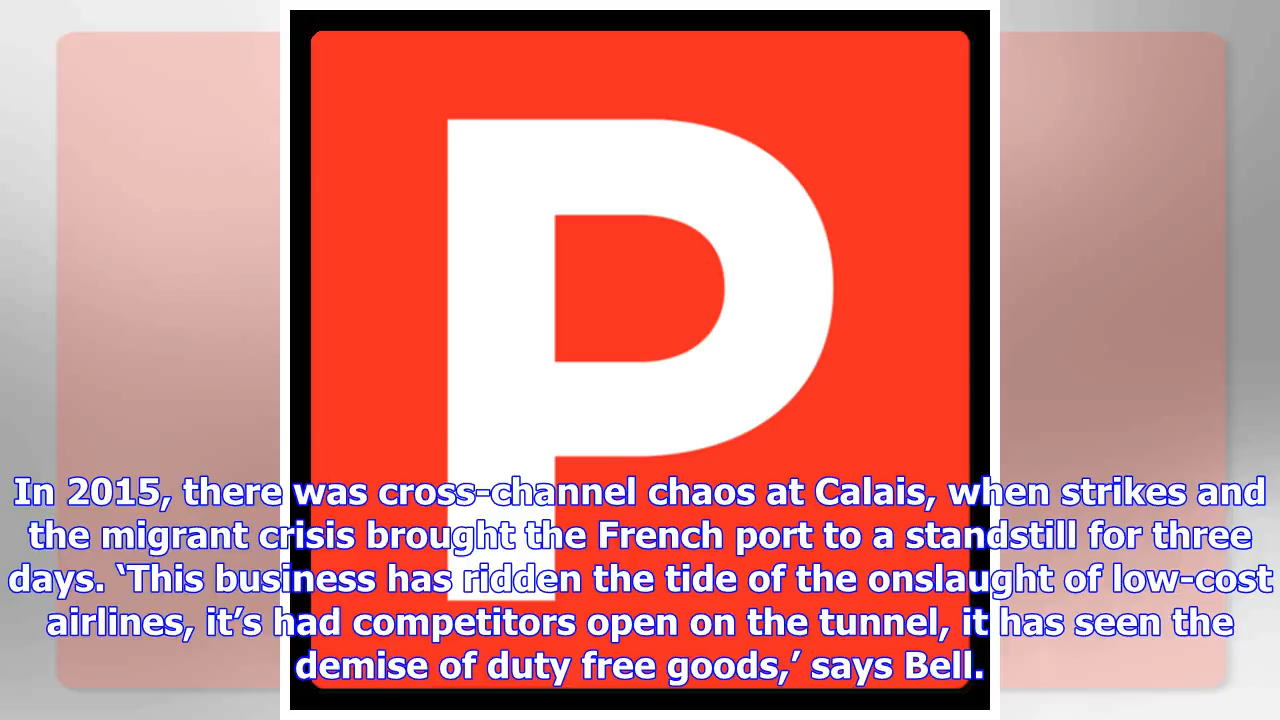 P
In 2015, there was cross-channel chaos at Calais, when strikes and
the migrant crisis brought the French port to a standstill for three
days. ‘This business has ridden the tide of the onslaught of low-cost
airlines, it’s had competitors open on the tunnel, it has seen the
demise of duty free goods,’ says Bell.